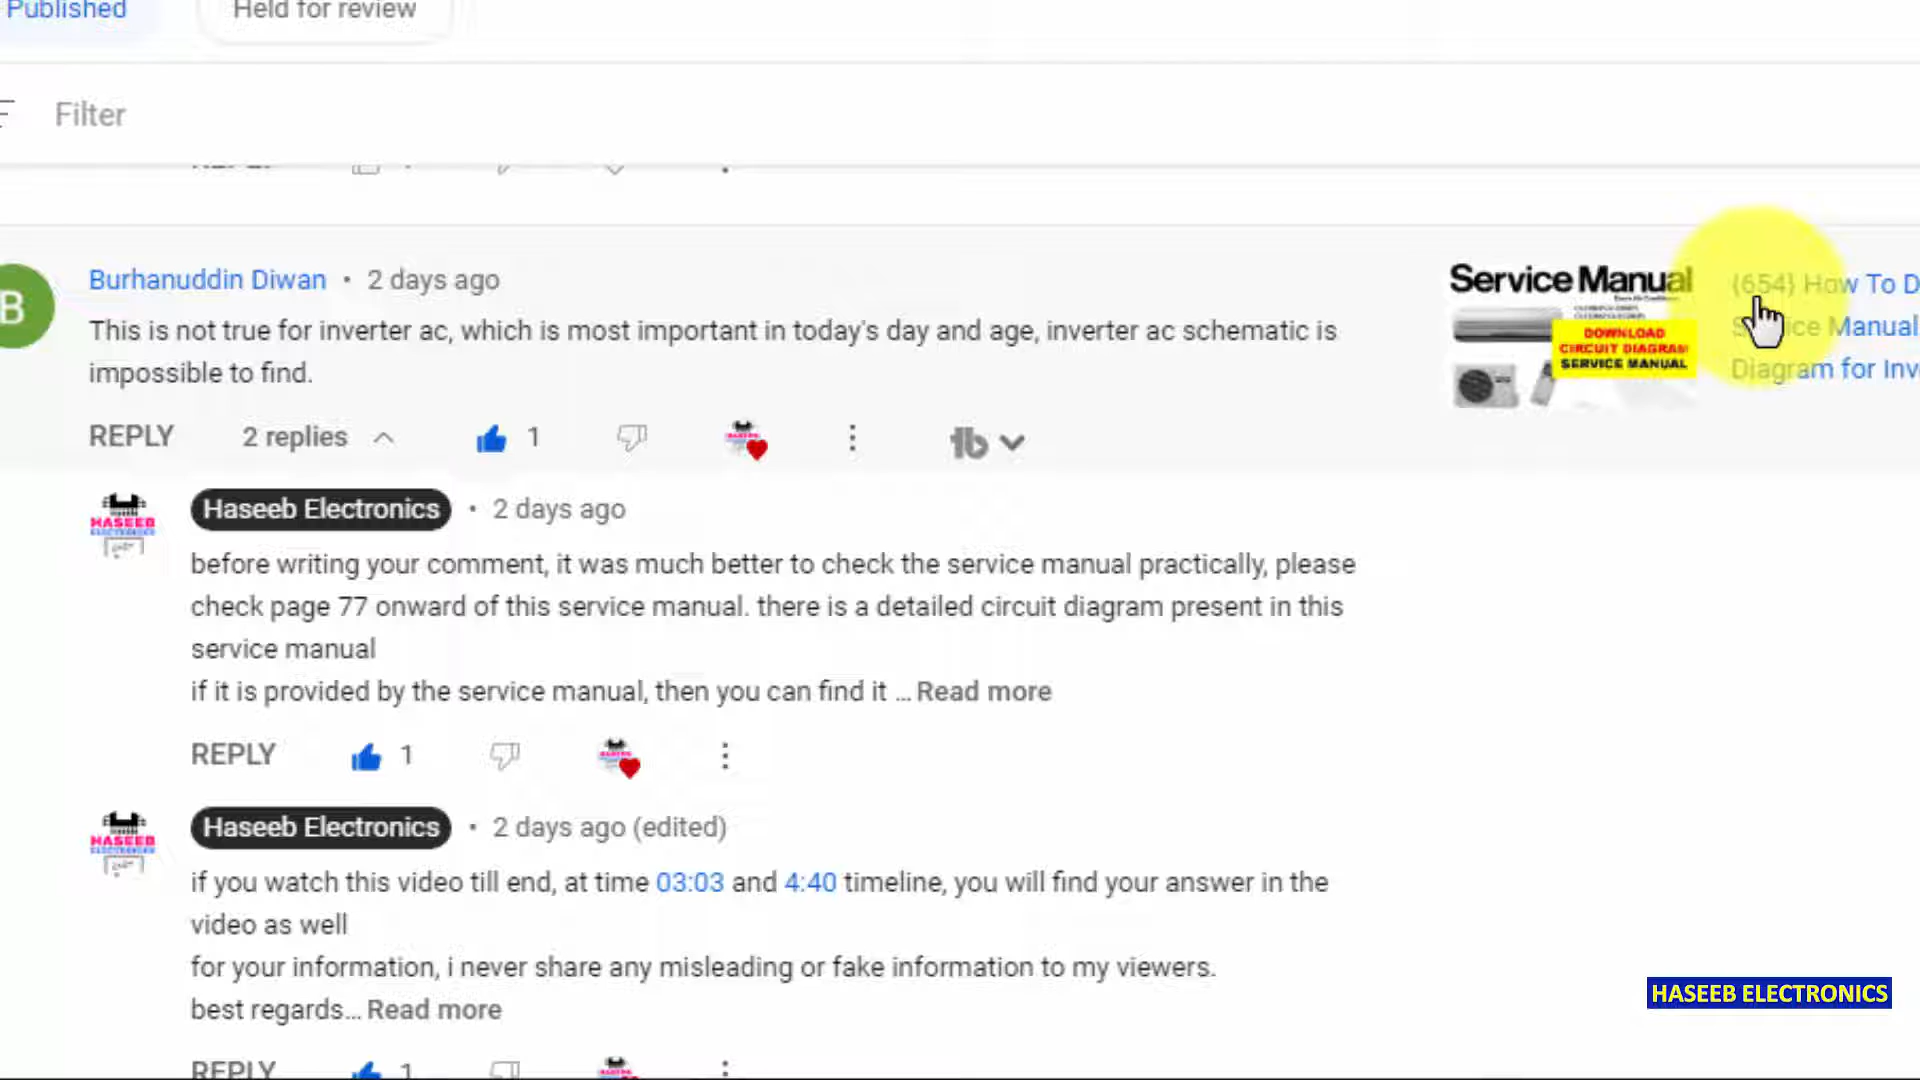 Published Held for review
Filter
Burhanuddin Diwan • 2 days ago
This is not true for inverter ac, which is most important in today's day and age, inverter ac schematic is
impossible to find.
REPLY 2 replies 1
Service Manual
DOWNLOAD
CIRCUIT DIAGRAM
SERVICE MANUAL
{654} How To D
Service Manual
Diagram for Inv
B
HASEEB
Haseeb Electronics • 2 days ago
before writing your comment, it was much better to check the service manual practically, please
check page 77 onward of this service manual. there is a detailed circuit diagram present in this
service manual
if it is provided by the service manual, then you can find it ... Read more
REPLY 1
HASEEB
Haseeb Electronics • 2 days ago (edited)
if you watch this video till end, at time 03:03 and 4:40 timeline, you will find your answer in the
video as well
for your information, i never share any misleading or fake information to my viewers.
best regards... Read more
REPLY 1
HASEEB ELECTRONICS